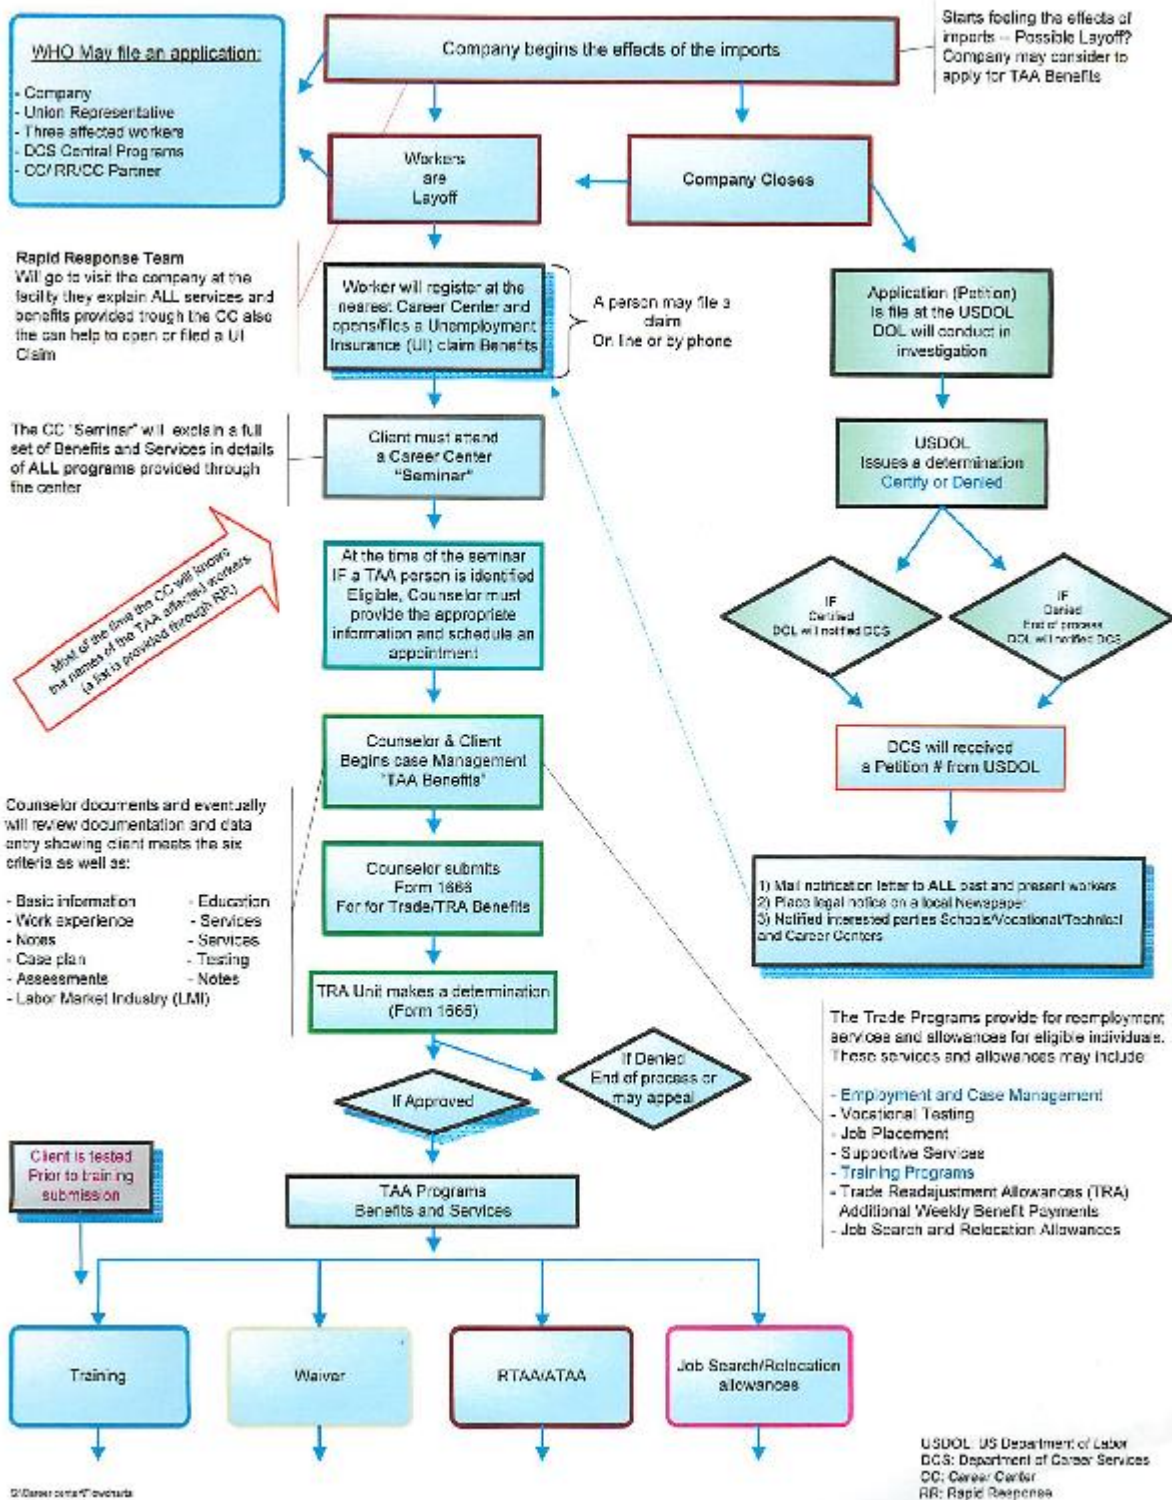 Company begins the effects of the imports
Starts feeling the effects of
imports – Possible Layoff?
Company may consider to
apply for TAA Benefits
WHO May file an application:
- Company
- Union Representative
- Three affected workers
- DCS Central Programs
- CC/ RR/CC Partner
Workers
are
Layoff
Company Closes
Rapid Response Team
Will go to visit the company at the
facility they explain ALL services and
benefits provided trough the CC also
the can help to open or filed a UI
Claim
Worker will register at the
nearest Career Center and
opens/files a Unemployment
Insurance (UI) claim Benefits
A person may file a
claim
On line or by phone
Application (Petition)
Is file at the USDOL
DOL will conduct in
investigation
The CC "Seminar" will explain a full
set of Benefits and Services in details
of ALL programs provided through
the center
Client must attend
a Career Center
"Seminar"
USDOL
Issues a determination
Certify or Denied
Most of the time the CC will knows
the names of the TAA affected workers
(a list is provided through RR)
At the time of the seminar
IF a TAA person is identified
Eligible, Counselor must
provide the appropriate
information and schedule an
appointment
IF
Certified
DOL will notified DCS
IF
Denied
End of process
DOL will notified DCS
Counselor & Client
Begins case Management
"TAA Benefits"
DCS will received
a Petition # from USDOL
Counselor documents and eventually
will review documentation and data
entry showing client meets the six
criteria as well as:
- Basic information - Education
- Work experience - Services
- Notes - Services
- Case plan - Testing
- Assessments - Notes
- Labor Market Industry (LMI)
Counselor submits
Form 1666
For for Trade/TRA Benefits
1) Mail notification letter to ALL past and present workers
2) Place legal notice on a local Newspaper
3) Notified interested parties Schools/Vocational/Technical
and Career Centers
TRA Unit makes a determination
(Form 1666)
If Denied
End of process or
may appeal
If Approved
The Trade Programs provide for reemployment
services and allowances for eligible individuals.
These services and allowances may include:
- Employment and Case Management
- Vocational Testing
- Job Placement
- Supportive Services
- Training Programs
- Trade Readjustment Allowances (TRA)
Additional Weekly Benefit Payments
- Job Search and Relocation Allowances
Client is tested
Prior to training
submission
TAA Programs
Benefits and Services
Training
Waiver
RTAA/ATAA
Job Search/Relocation
allowances
USDOL: US Department of Labor
DCS: Department of Career Services
CC: Career Center
RR: Rapid Response